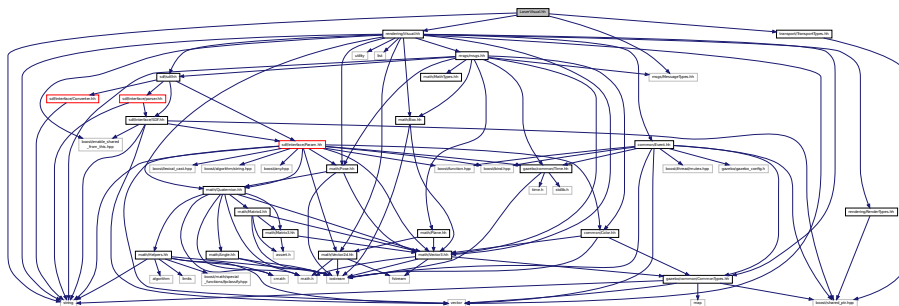 LaserVisual.hh
rendering/Visual.hh
transport/TransportTypes.hh
utility
list
msgs/msgs.hh
sdf/sdf.hh
math/MathTypes.hh
msgs/MessageTypes.hh
sdf/interface/Converter.hh
sdf/interface/parser.hh
sdf/interface/SDF.hh
math/Box.hh
boost/enable_shared
_from_this.hpp
sdf/interface/Param.hh
common/Event.hh
boost/lexical_cast.hpp
boost/algorithm/string.hpp
boost/any.hpp
math/Pose.hh
boost/function.hpp
boost/bind.hpp
gazebo/common/Time.hh
boost/thread/mutex.hpp
gazebo/gazebo_config.h
math/Quaternion.hh
time.h
stdlib.h
math/Matrix4.hh
rendering/RenderTypes.hh
math/Matrix3.hh
math/Plane.hh
common/Color.hh
math/Helpers.hh
math/Angle.hh
assert.h
math/Vector2d.hh
math/Vector3.hh
algorithm
limits
boost/math/special
_functions/fpclassify.hpp
cmath
math.h
iostream
fstream
gazebo/common/CommonTypes.hh
string
vector
map
boost/shared_ptr.hpp